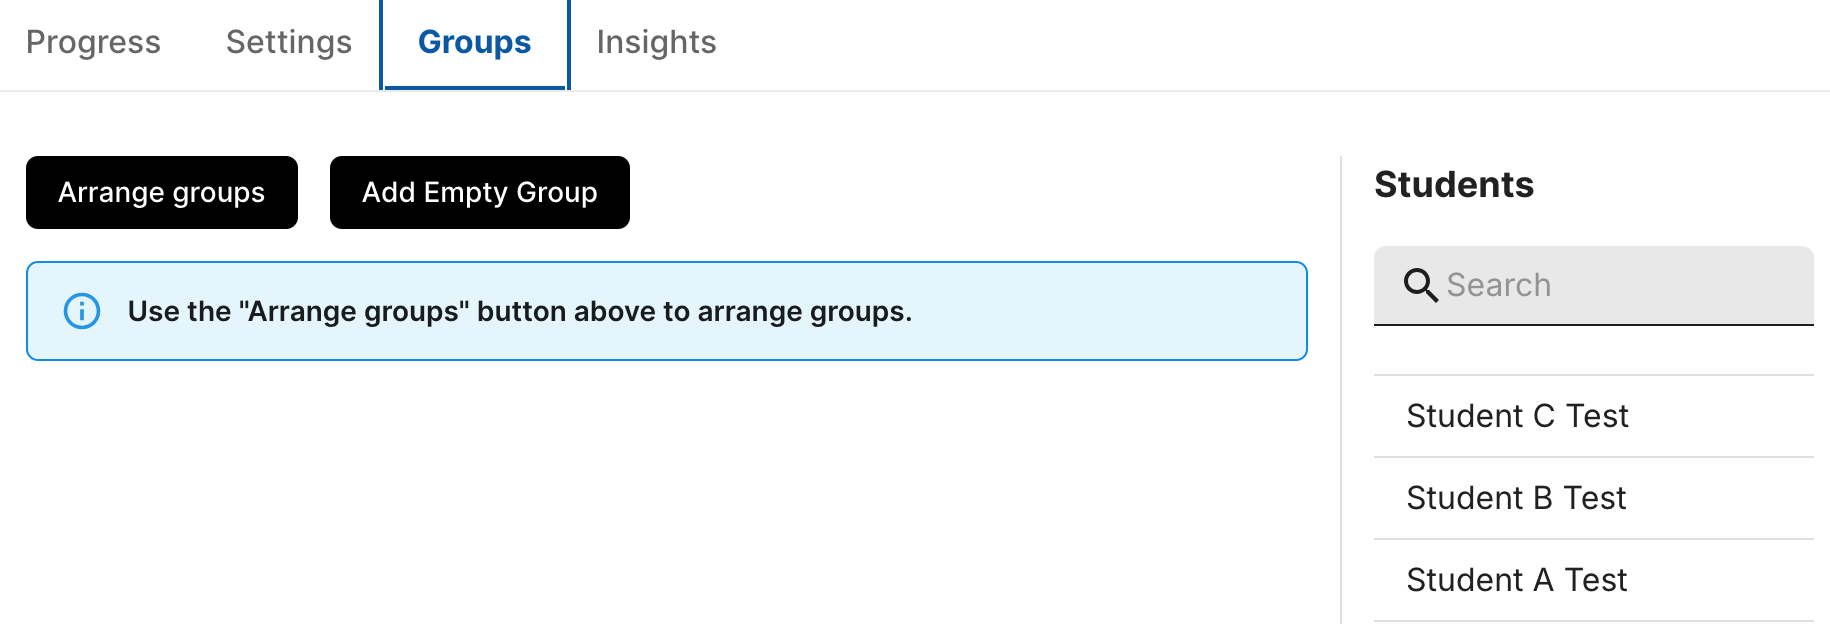 Progress Settings Groups Insights
Arrange groups Add Empty Group
Use the "Arrange groups" button above to arrange groups.
Students
Search
Student C Test
Student B Test
Student A Test